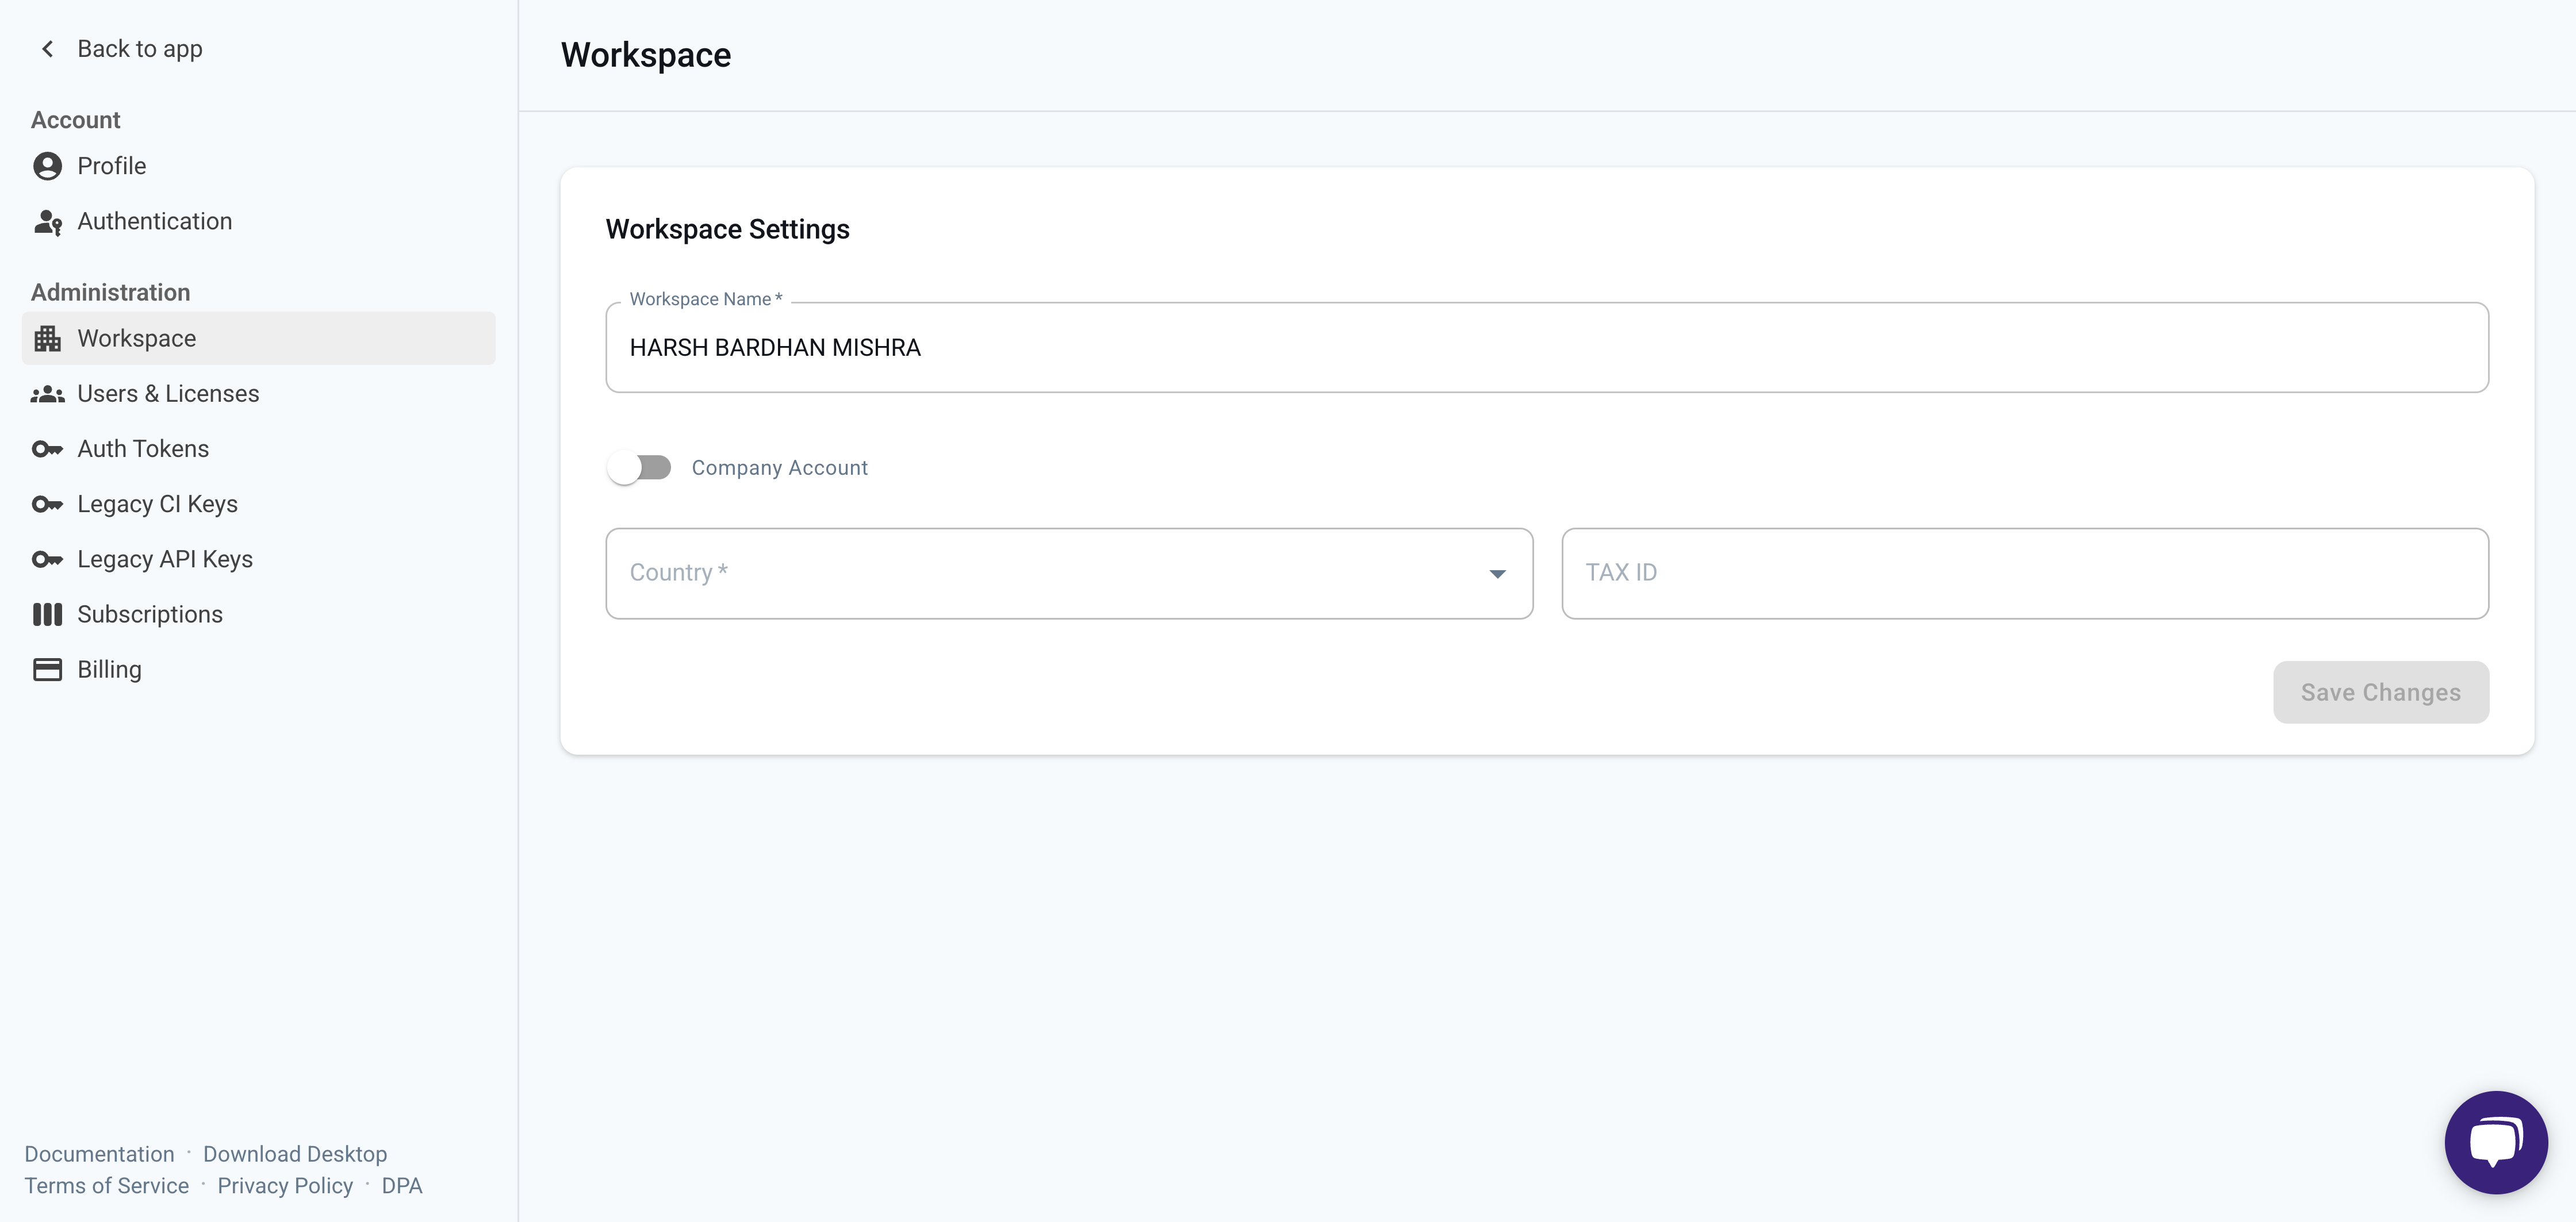 Back to app
Account
Profile
Authentication
Administration
Workspace
Users & Licenses
Auth Tokens
Legacy CI Keys
Legacy API Keys
Subscriptions
Billing
Documentation · Download Desktop
Terms of Service · Privacy Policy · DPA
Workspace
Workspace Settings
Workspace Name *
HARSH BARDHAN MISHRA
Company Account
Country *
TAX ID
Save Changes